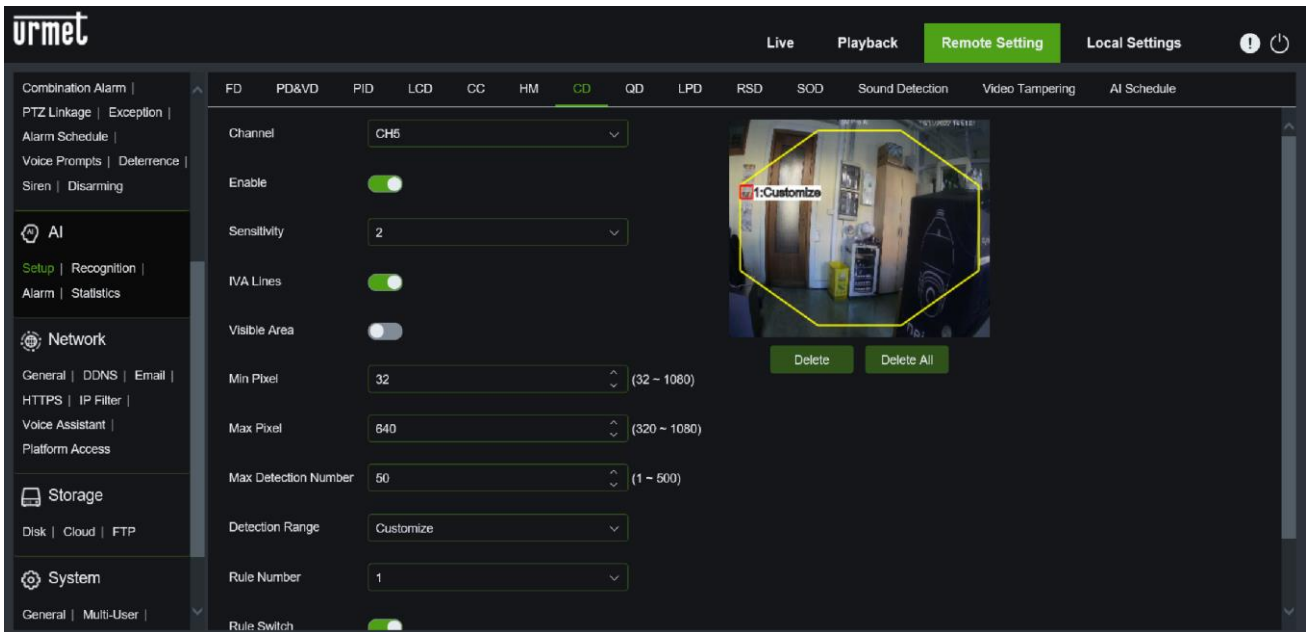 urmet
Live Playback Remote Setting Local Settings
Combination Alarm |
PTZ Linkage | Exception |
Alarm Schedule |
Voice Prompts | Deterrence |
Siren | Disarming
AI
Setup | Recognition |
Alarm | Statistics
Network
General | DDNS | Email |
HTTPS | IP Filter |
Voice Assistant |
Platform Access
Storage
Disk | Cloud | FTP
System
General | Multi-User |
FD PD&VD PID LCD CC HM CD QD LPD RSD SOD Sound Detection Video Tampering AI Schedule
Channel CH5
Enable
Sensitivity 2
IVA Lines
Visible Area
Min Pixel 32 (32 ~ 1080)
Max Pixel 640 (320 ~ 1080)
Max Detection Number 50 (1 ~ 500)
Detection Range Customize
Rule Number 1
Rule Switch
1:Customize
Delete Delete All